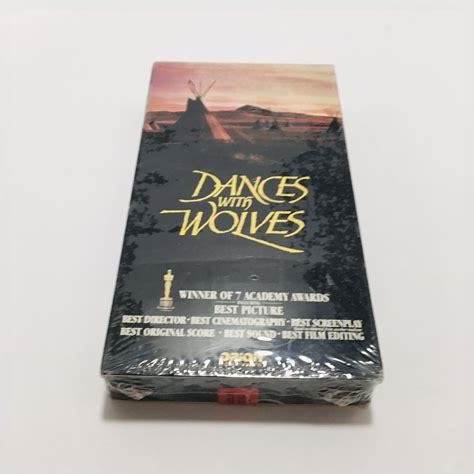 DANCES
WITH
WOLVES
WINNER OF 7 ACADEMY AWARDS
BEST PICTURE
BEST DIRECTOR • BEST CINEMATOGRAPHY • BEST SCREENPLAY
BEST ORIGINAL SCORE • BEST SOUND • BEST FILM EDITING